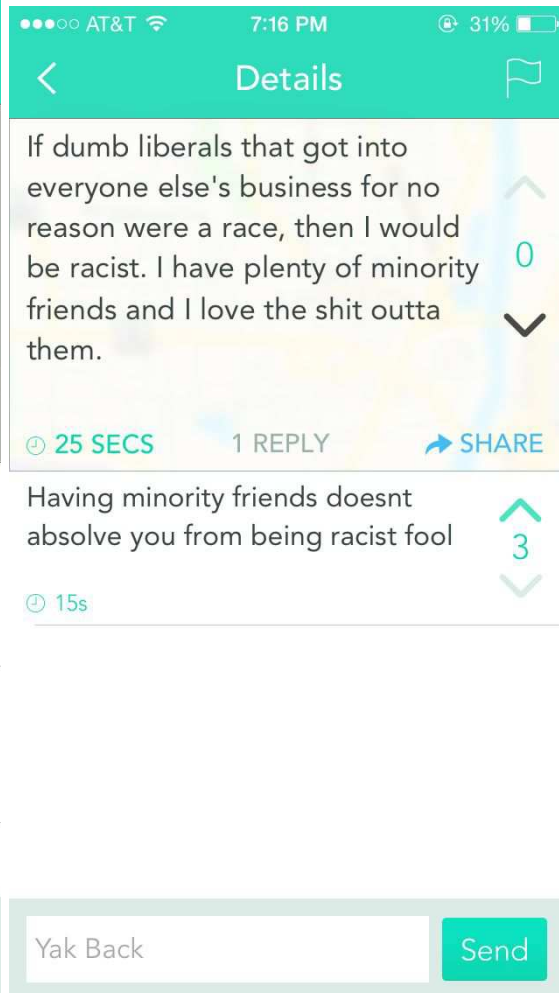 AT&T 7:16 PM 31%
Details
If dumb liberals that got into
everyone else's business for no
reason were a race, then I would
be racist. I have plenty of minority
friends and I love the shit outta
them.
0
25 SECS 1 REPLY SHARE
Having minority friends doesnt
absolve you from being racist fool
3
15s
Yak Back Send